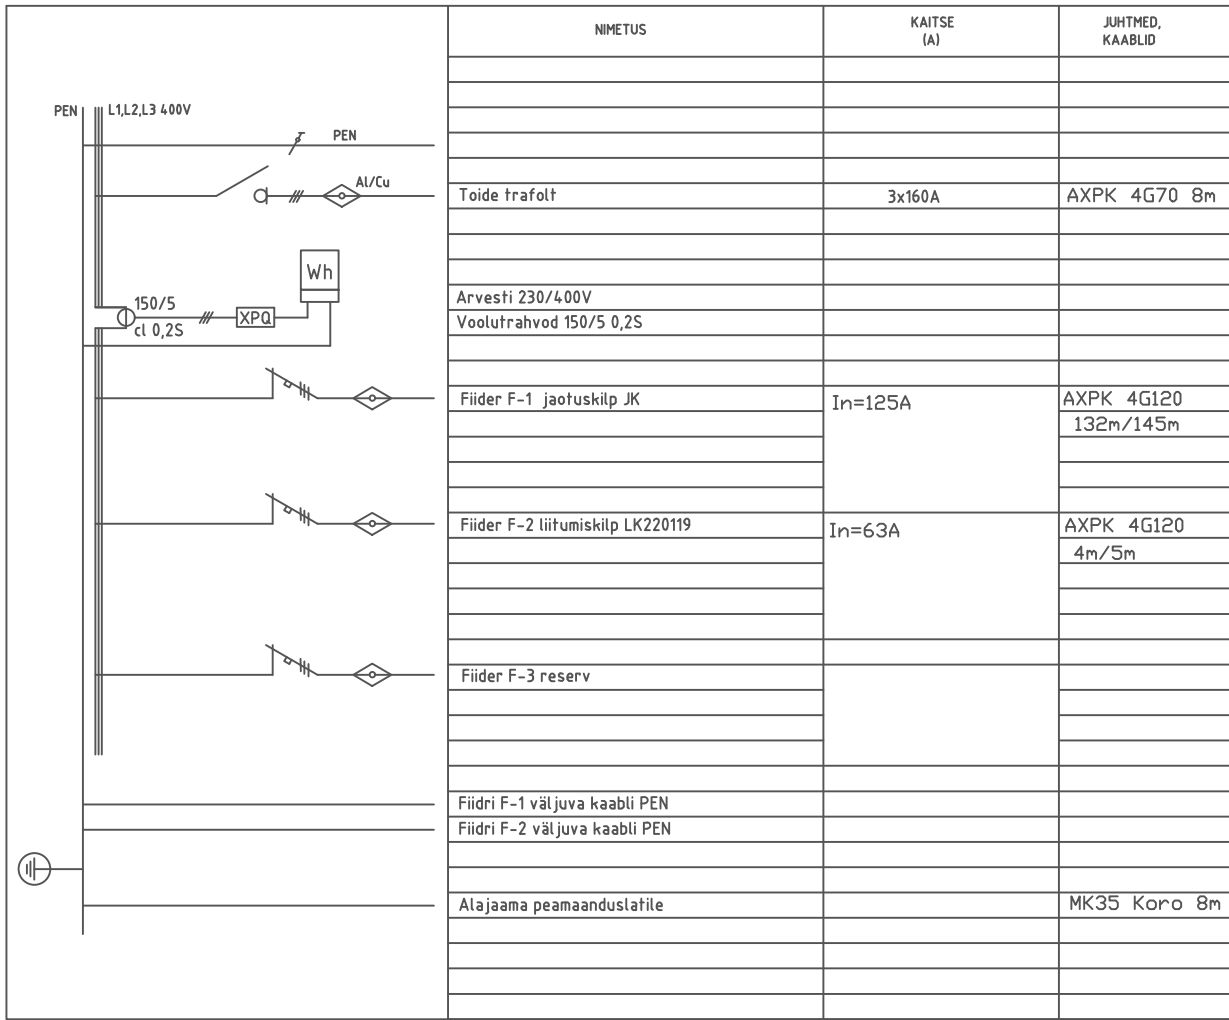 NIMETUS
KAITSE
(A)
JUHTMED,
KAABLID
PEN
L1,L2,L3 400V
PEN
Al/Cu
Toide trafolt
3x160A
AXPK 4G70 8m
Wh
150/5
XPQ
cl 0,2S
Arvesti 230/400V
Voolutrahvod 150/5 0,2S
Fiider F-1 jaotuskilp JK
In=125A
AXPK 4G120
132m/145m
Fiider F-2 liitumiskilp LK220119
In=63A
AXPK 4G120
4m/5m
Fiider F-3 reserv
Fiidri F-1 väljuva kaabli PEN
Fiidri F-2 väljuva kaabli PEN
Alajaama peamaanduslatile
MK35 Koro 8m